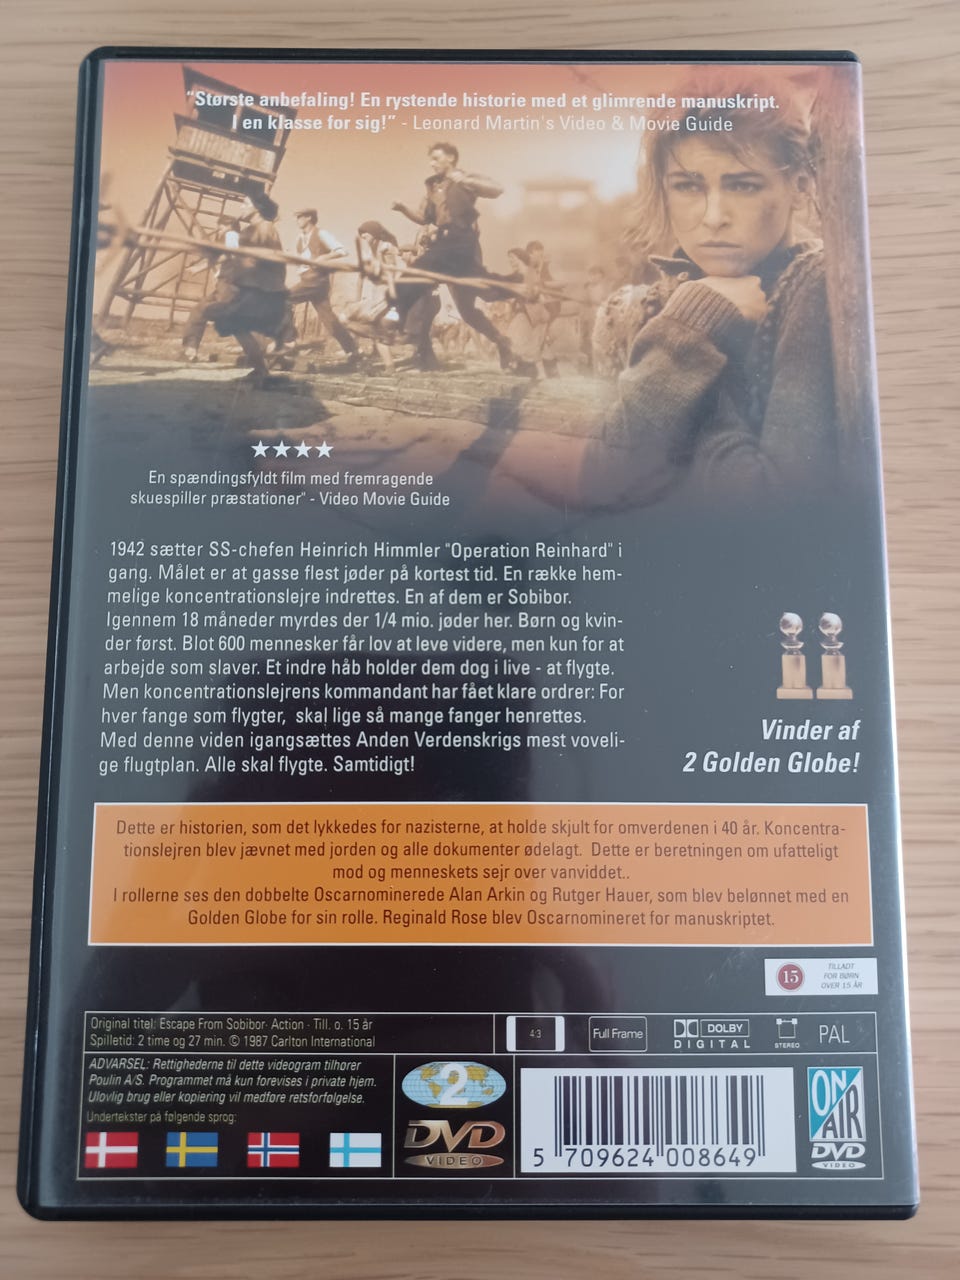 "Største anbefaling! En rystende historie med et glimrende manuskript.
I en klasse for sig!" - Leonard Martin's Video & Movie Guide
En spændingsfyldt film med fremragende
skuespiller præstationer" - Video Movie Guide
1942 sætter SS-chefen Heinrich Himmler "Operation Reinhard" i
gang. Målet er at gasse flest jøder på kortest tid. En række hem-
melige koncentrationslejre indrettes. En af dem er Sobibor.
Igennem 18 måneder myrdes der 1/4 mio. jøder her. Børn og kvin-
der først. Blot 600 mennesker får lov at leve videre, men kun for at
arbejde som slaver. Et indre håb holder dem dog i live - at flygte.
Men koncentrationslejrens kommandant har fået klare ordrer: For
hver fange som flygter, skal lige så mange fanger henrettes.
Med denne viden igangsættes Anden Verdenskrigs mest voveli-
ge flugtplan. Alle skal flygte. Samtidigt!
Vinder af
2 Golden Globe!
Dette er historien, som det lykkedes for nazisterne, at holde skjult for omverdenen i 40 år. Koncentra-
tionslejren blev jævnet med jorden og alle dokumenter ødelagt. Dette er beretningen om ufatteligt
mod og menneskets sejr over vanviddet..
I rollerne ses den dobbelte Oscarnominerede Alan Arkin og Rutger Hauer, som blev belønnet med en
Golden Globe for sin rolle. Reginald Rose blev Oscarnomineret for manuskriptet.
15
TILLADT
FOR BØRN
OVER 15 ÅR
Original titel: Escape From Sobibor· Action · Till. o. 15 år
Spilletid: 2 time og 27 min. © 1987 Carlton International
4:3
Full Frame
DOLBY
DIGITAL
STEREO
PAL
ADVARSEL: Rettighederne til dette videogram tilhører
Poulin A/S. Programmet må kun forevises i private hjem.
Ulovlig brug eller kopiering vil medføre retsforfølgelse.
Undertekster på følgende sprog:
2
DVD
VIDEO
5 709624 008649
ON
AIR
DVD
VIDEO